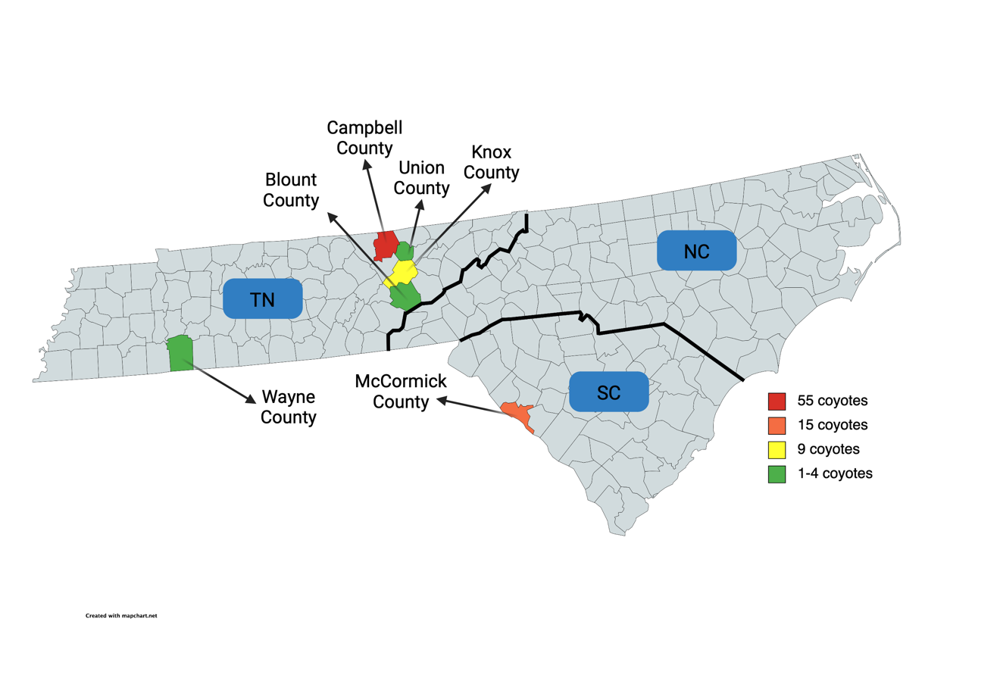 Campbell
County
Knox
County
Union
County
Blount
County
NC
TN
McCormick
County
SC
Wayne
County
55 coyotes
15 coyotes
9 coyotes
1-4 coyotes
Created with mapchart.net